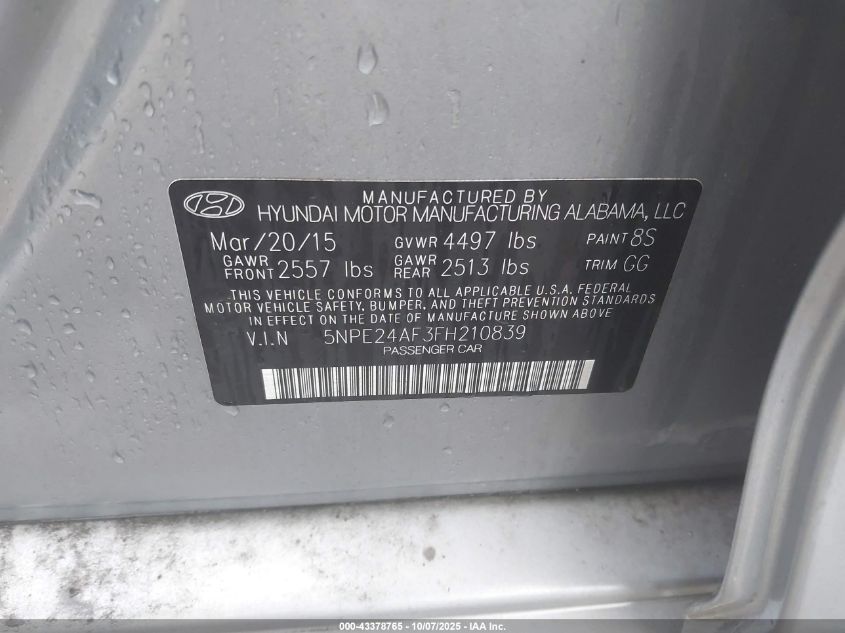 MANUFACTURED BY
HYUNDAI MOTOR MANUFACTURING ALABAMA, LLC
Mar/20/15 GVWR 4497 lbs PAINT 8S
GAWR FRONT 2557 lbs GAWR REAR 2513 lbs TRIM GG
THIS VEHICLE CONFORMS TO ALL APPLICABLE U.S.A. FEDERAL
MOTOR VEHICLE SAFETY, BUMPER, AND THEFT PREVENTION STANDARDS
IN EFFECT ON THE DATE OF MANUFACTURE SHOWN ABOVE
V.I.N 5NPE24AF3FH210839
PASSENGER CAR
000-43378765 - 10/07/2025 - IAA Inc.